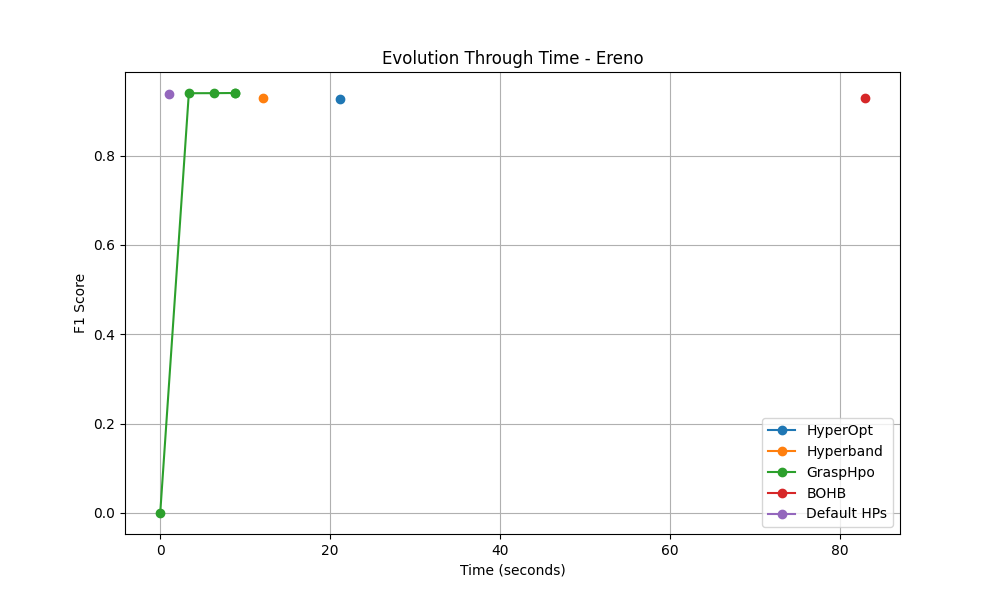 Evolution Through Time - Ereno
F1 Score
0.8
0.6
0.4
0.2
0.0
0 20 40 60 80
Time (seconds)
HyperOpt
Hyperband
GraspHpo
BOHB
Default HPs